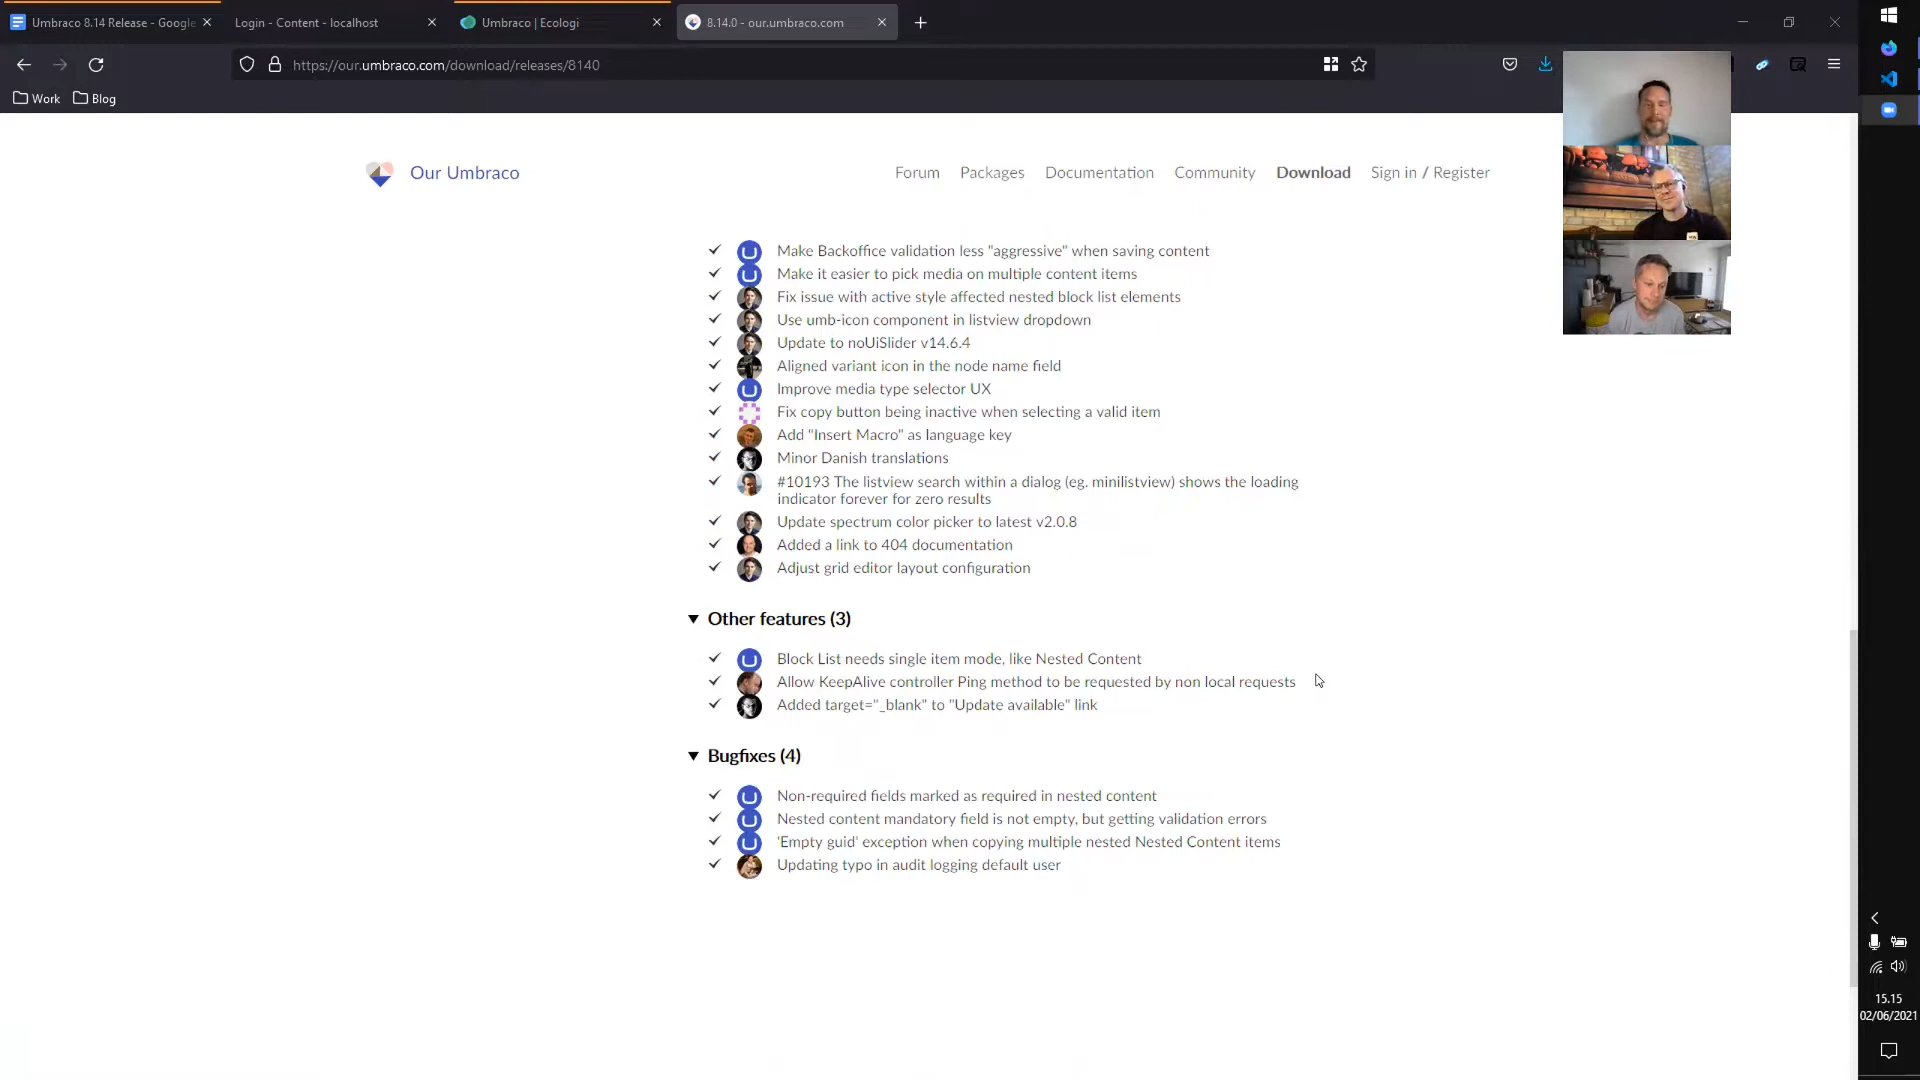 Umbraco 8.14 Release - Google
Login - Content - localhost
Umbraco | Ecologi
8.14.0 - our.umbraco.com
https://our.umbraco.com/download/releases/8140
Work
Blog
Our Umbraco
Forum
Packages
Documentation
Community
Download
Sign in / Register
Make Backoffice validation less "aggressive" when saving content
Make it easier to pick media on multiple content items
Fix issue with active style affected nested block list elements
Use umb-icon component in listview dropdown
Update to noUiSlider v14.6.4
Aligned variant icon in the node name field
Improve media type selector UX
Fix copy button being inactive when selecting a valid item
Add "Insert Macro" as language key
Minor Danish translations
#10193 The listview search within a dialog (eg. minilistview) shows the loading
indicator forever for zero results
Update spectrum color picker to latest v2.0.8
Added a link to 404 documentation
Adjust grid editor layout configuration
Other features (3)
Block List needs single item mode, like Nested Content
Allow KeepAlive controller Ping method to be requested by non local requests
Added target="_blank" to "Update available" link
Bugfixes (4)
Non-required fields marked as required in nested content
Nested content mandatory field is not empty, but getting validation errors
'Empty guid' exception when copying multiple nested Nested Content items
Updating typo in audit logging default user
15.15
02/06/2021